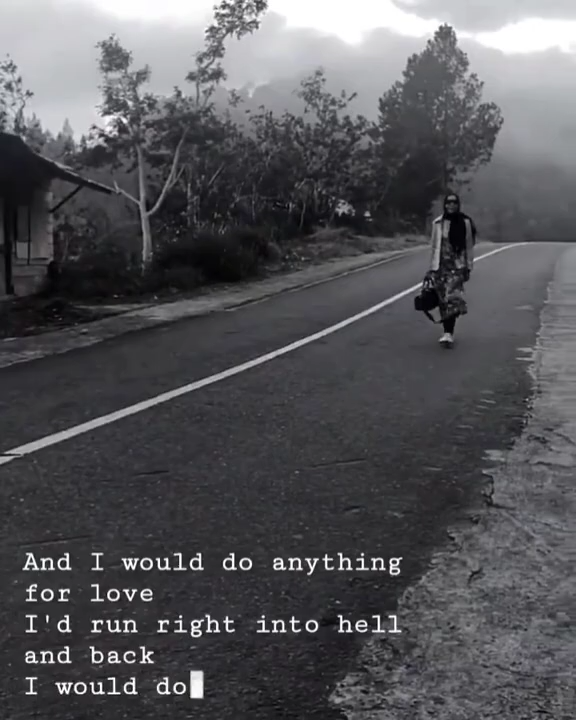 And I would do anything
for love
I'd run right into hell
and back
I would do